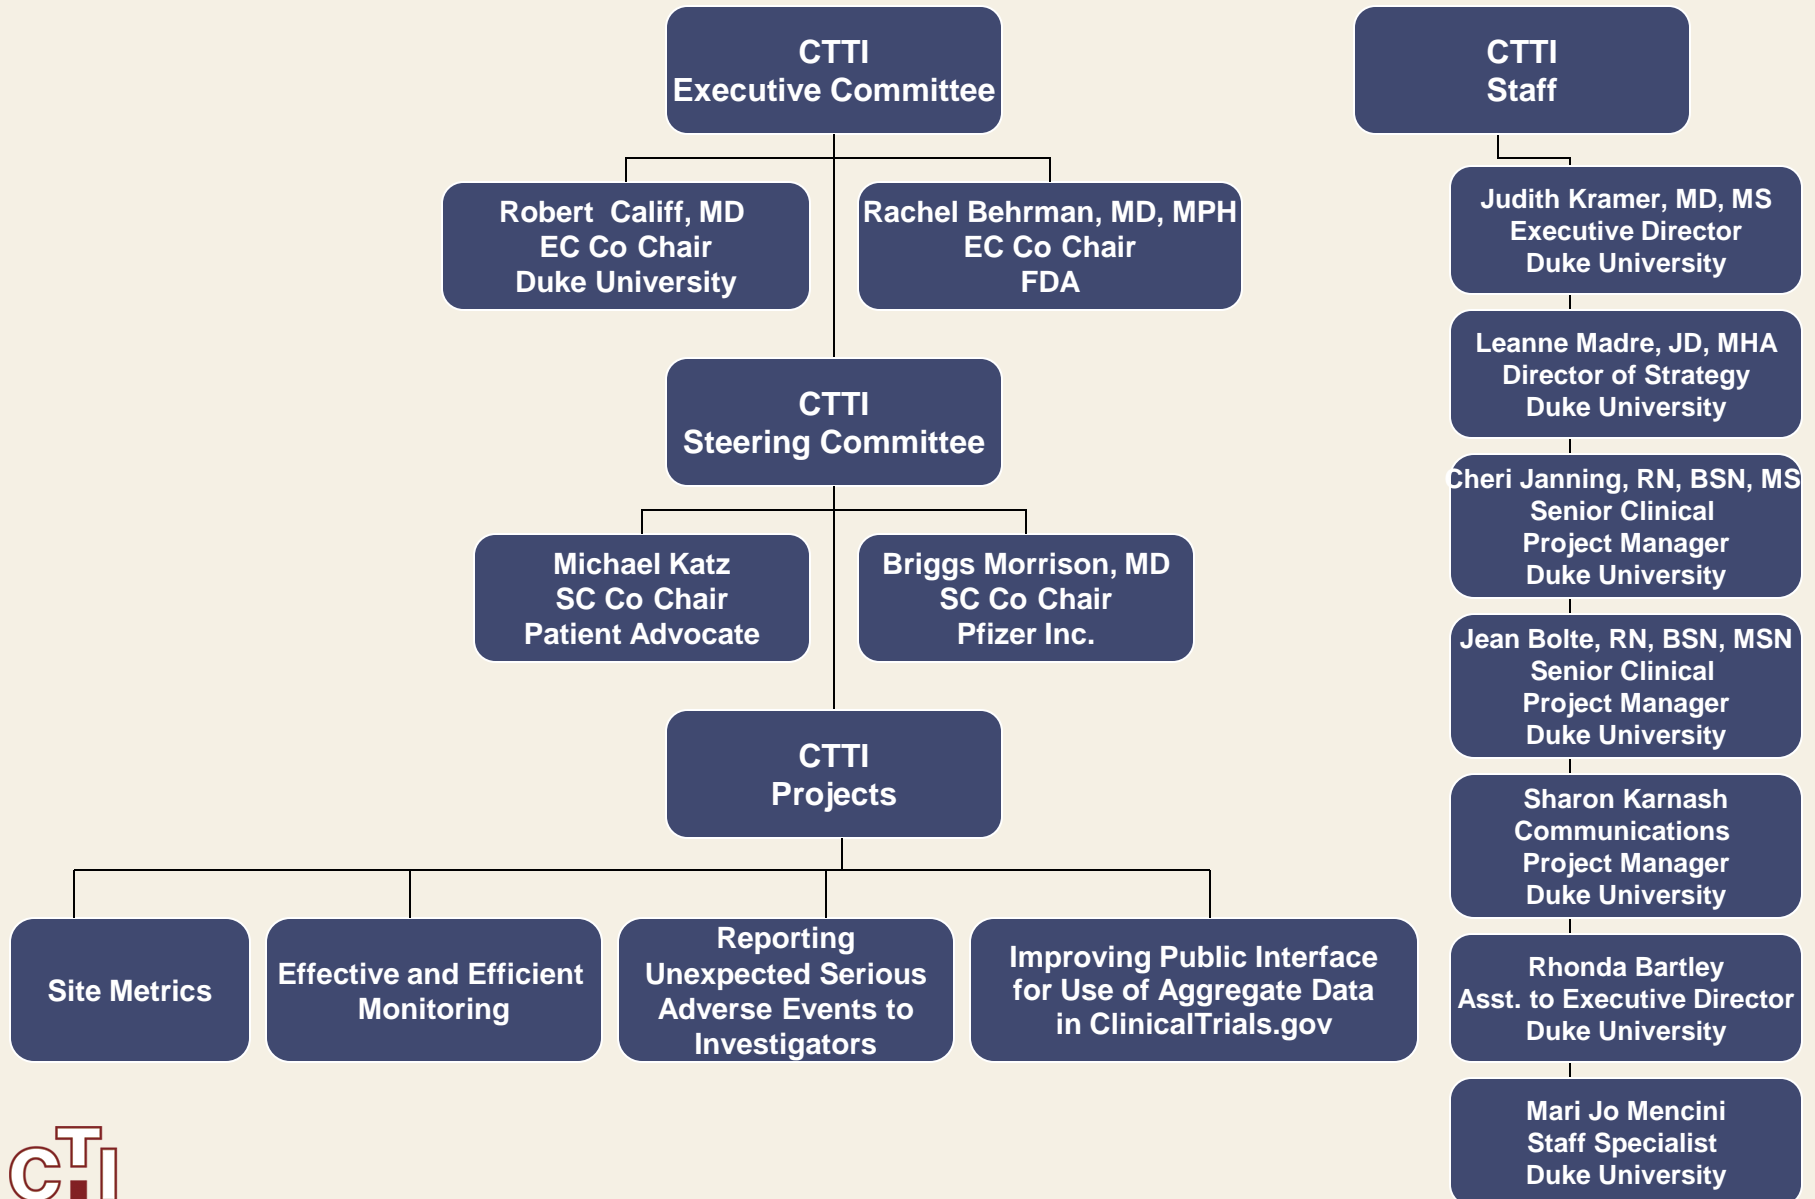 CTTI
Executive Committee
Robert Califf, MD
EC Co Chair
Duke University
Rachel Behrman, MD, MPH
EC Co Chair
FDA
CTTI
Steering Committee
Michael Katz
SC Co Chair
Patient Advocate
Briggs Morrison, MD
SC Co Chair
Pfizer Inc.
CTTI
Projects
Site Metrics
Effective and Efficient
Monitoring
Reporting
Unexpected Serious
Adverse Events to
Investigators
Improving Public Interface
for Use of Aggregate Data
in ClinicalTrials.gov
CTTI
Staff
Judith Kramer, MD, MS
Executive Director
Duke University
Leanne Madre, JD, MHA
Director of Strategy
Duke University
Cheri Janning, RN, BSN, MS
Senior Clinical
Project Manager
Duke University
Jean Bolte, RN, BSN, MSN
Senior Clinical
Project Manager
Duke University
Sharon Karnash
Communications
Project Manager
Duke University
Rhonda Bartley
Asst. to Executive Director
Duke University
Mari Jo Mencini
Staff Specialist
Duke University
CTTI